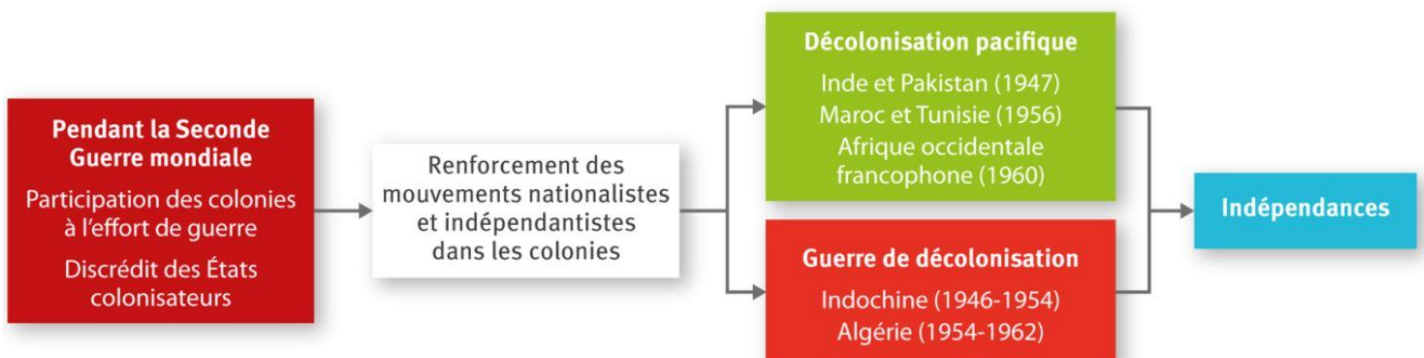 Pendant la Seconde
Guerre mondiale
Participation des colonies
à l'effort de guerre
Discrédit des États
colonisateurs
Renforcement des
mouvements nationalistes
et indépendantistes
dans les colonies
Décolonisation pacifique
Inde et Pakistan (1947)
Maroc et Tunisie (1956)
Afrique occidentale
francophone (1960)
Guerre de décolonisation
Indochine (1946-1954)
Algérie (1954-1962)
Indépendances